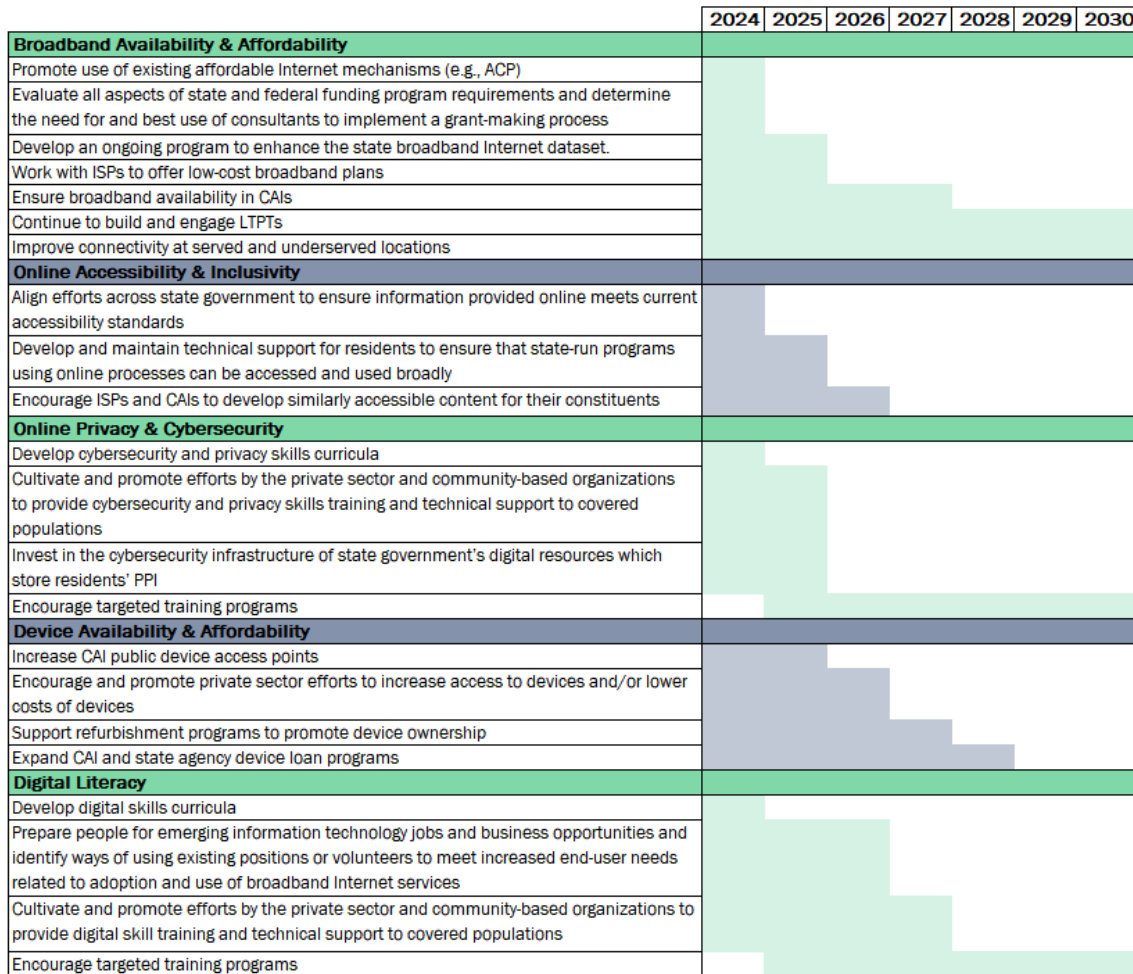 2024 2025 2026 2027 2028 2029 2030
Broadband Availability & Affordability
Promote use of existing affordable Internet mechanisms (e.g., ACP)
Evaluate all aspects of state and federal funding program requirements and determine
the need for and best use of consultants to implement a grant-making process
Develop an ongoing program to enhance the state broadband Internet dataset.
Work with ISPs to offer low-cost broadband plans
Ensure broadband availability in CAIs
Continue to build and engage LTPTs
Improve connectivity at served and underserved locations
Online Accessibility & Inclusivity
Align efforts across state government to ensure information provided online meets current
accessibility standards
Develop and maintain technical support for residents to ensure that state-run programs
using online processes can be accessed and used broadly
Encourage ISPs and CAIs to develop similarly accessible content for their constituents
Online Privacy & Cybersecurity
Develop cybersecurity and privacy skills curricula
Cultivate and promote efforts by the private sector and community-based organizations
to provide cybersecurity and privacy skills training and technical support to covered
populations
Invest in the cybersecurity infrastructure of state government’s digital resources which
store residents’ PPI
Encourage targeted training programs
Device Availability & Affordability
Increase CAI public device access points
Encourage and promote private sector efforts to increase access to devices and/or lower
costs of devices
Support refurbishment programs to promote device ownership
Expand CAI and state agency device loan programs
Digital Literacy
Develop digital skills curricula
Prepare people for emerging information technology jobs and business opportunities and
identify ways of using existing positions or volunteers to meet increased end-user needs
related to adoption and use of broadband Internet services
Cultivate and promote efforts by the private sector and community-based organizations to
provide digital skill training and technical support to covered populations
Encourage targeted training programs